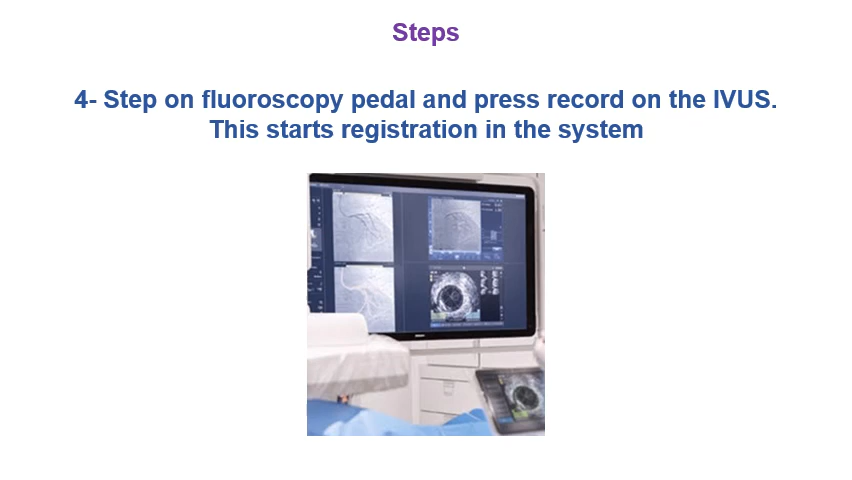 Steps
4- Step on fluoroscopy pedal and press record on the IVUS.
This starts registration in the system